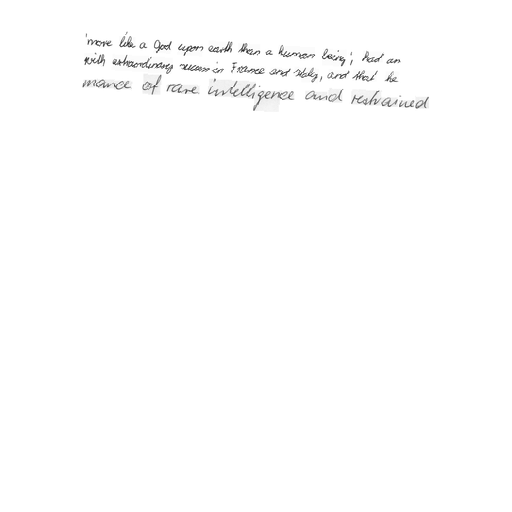 'more like a God upon earth than a human being', had an
with extraordinary success in France and Italy, and that he
mance of rare intelligence and restrained